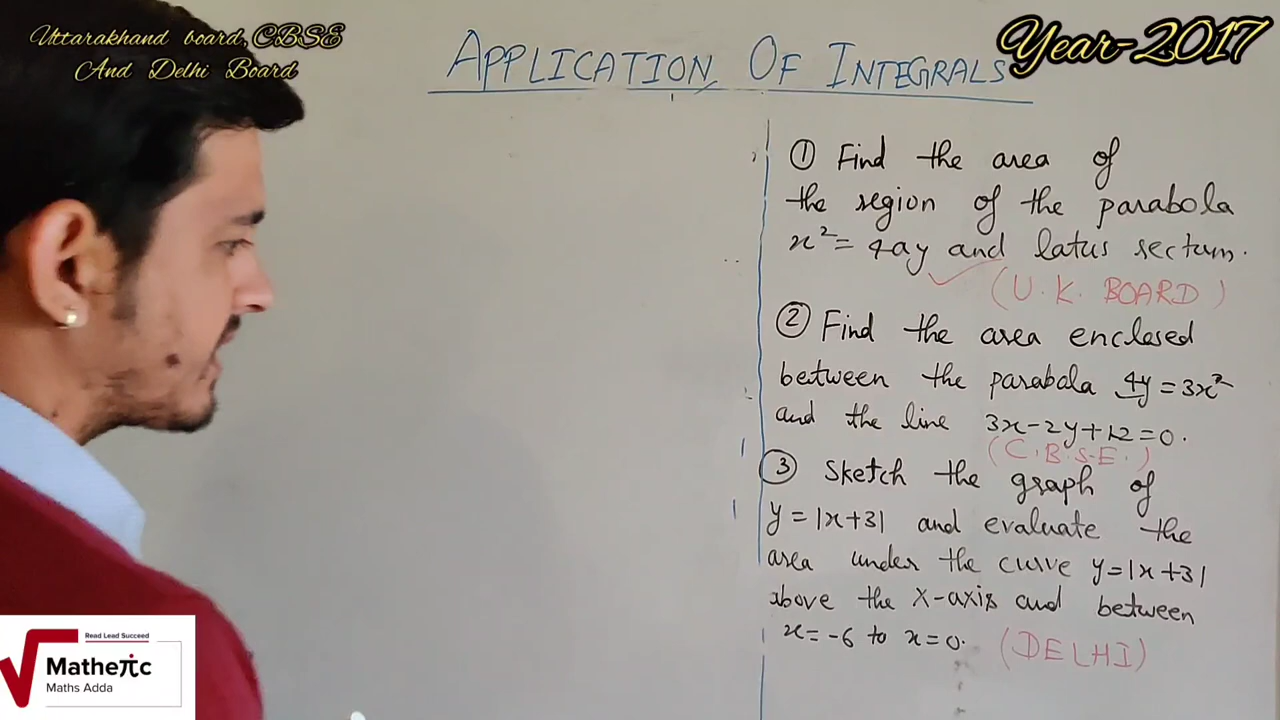 Uttarakhand board, CBSE
And Delhi Board
APPLICATION OF INTEGRALS
Year-2017
① Find the area of
the region of the parabola
x² = 4ay and latus rectum.
(U.K. BOARD)
② Find the area enclosed
between the parabola 4y = 3x²
and the line 3x-2y+12=0.
(C.B.S.E.)
③ Sketch the graph of
y = |x+3| and evaluate the
area under the curve y=|x+3|
above the X-axis and between
x = -6 to x = 0.
(DELHI)
Read Lead Succeed
Matheπc
Maths Adda